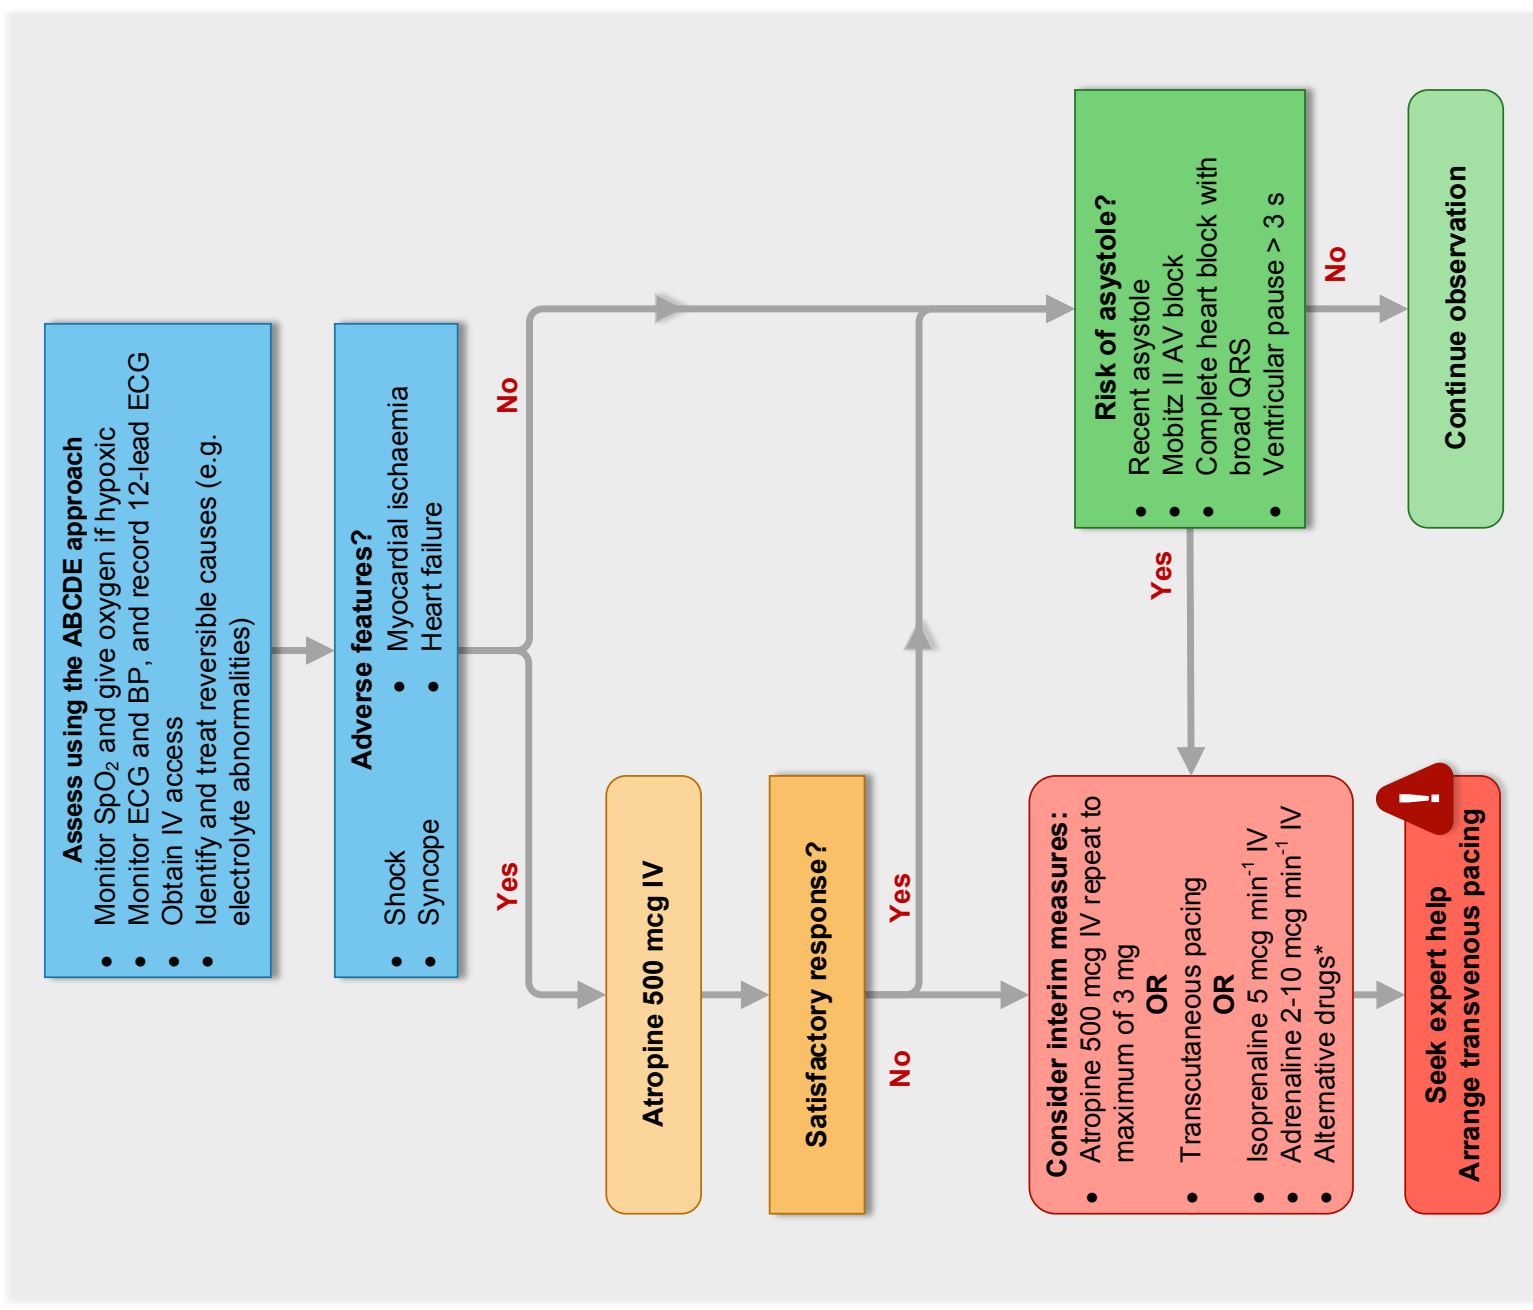 Assess using the ABCDE approach
• Monitor SpO₂ and give oxygen if hypoxic
• Monitor ECG and BP, and record 12-lead ECG
• Obtain IV access
• Identify and treat reversible causes (e.g.
electrolyte abnormalities)
Adverse features?
• Shock
• Syncope
• Myocardial ischaemia
• Heart failure
Yes
No
Atropine 500 mcg IV
Satisfactory response?
No
Yes
Consider interim measures:
• Atropine 500 mcg IV repeat to
maximum of 3 mg
OR
• Transcutaneous pacing
OR
• Isoprenaline 5 mcg min⁻¹ IV
• Adrenaline 2-10 mcg min⁻¹ IV
• Alternative drugs*
Yes
Risk of asystole?
• Recent asystole
• Mobitz II AV block
• Complete heart block with
broad QRS
• Ventricular pause > 3 s
No
!
Seek expert help
Arrange transvenous pacing
Continue observation